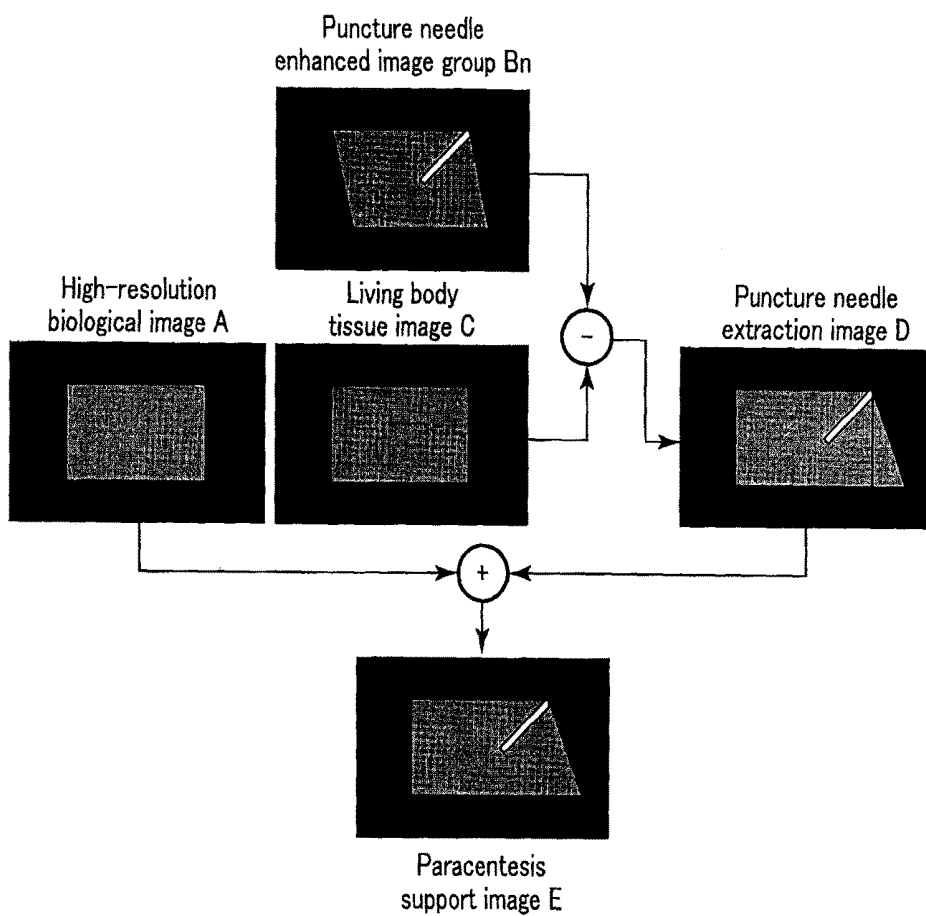 Puncture needle
enhanced image group Bn
High-resolution
biological image A
Living body
tissue image C
-
Puncture needle
extraction image D
+
Paracentesis
support image E